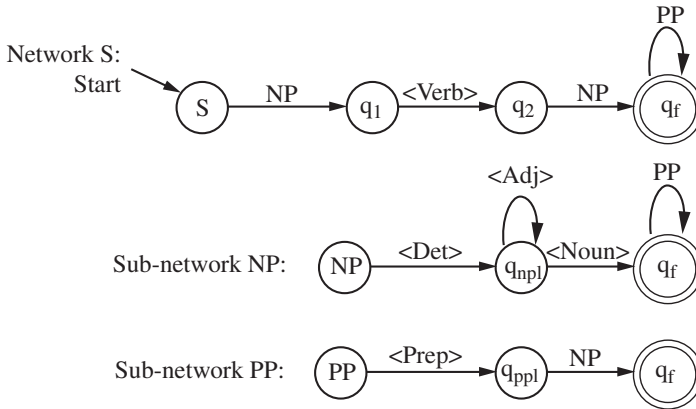 PP
Network S:
Start
S NP q1 <Verb> q2 NP qf
<Adj> PP
Sub-network NP: NP <Det> qnpl <Noun> qf
Sub-network PP: PP <Prep> qppl NP qf